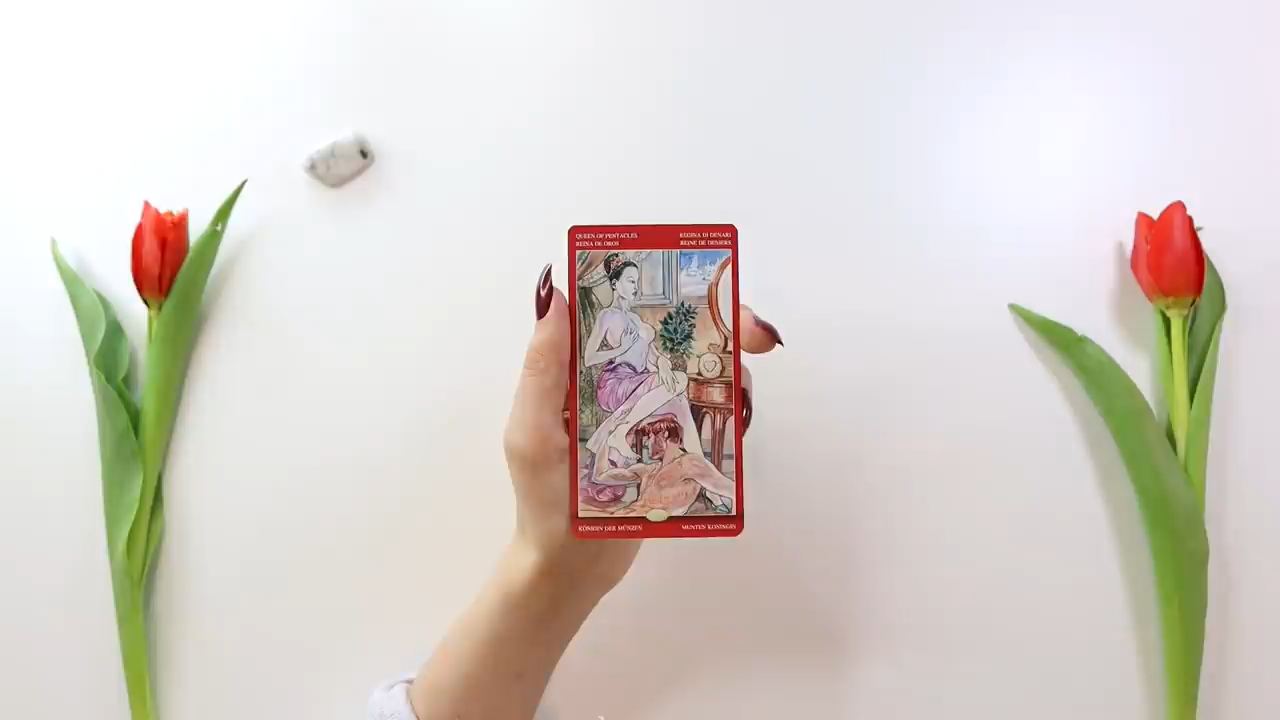 QUEEN OF PENTACLES
REINA DE OROS
REGINA DI DENARI
REINE DE DENIERS
KÖNIGIN DER MÜNZEN
MUNTEN KONINGIN